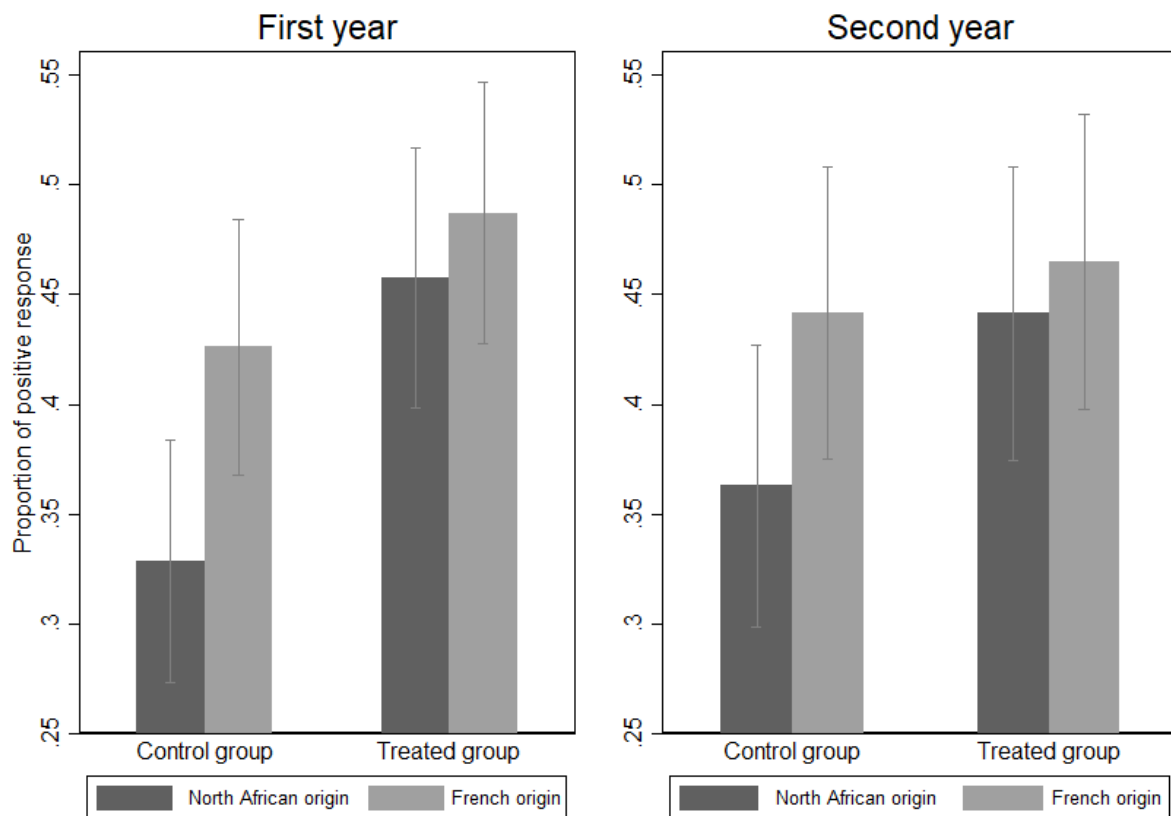 First year
Proportion of positive response
.55
.5
.45
.4
.35
.3
.25
Control group
Treated group
North African origin
French origin
Second year
.55
.5
.45
.4
.35
.3
.25
Control group
Treated group
North African origin
French origin